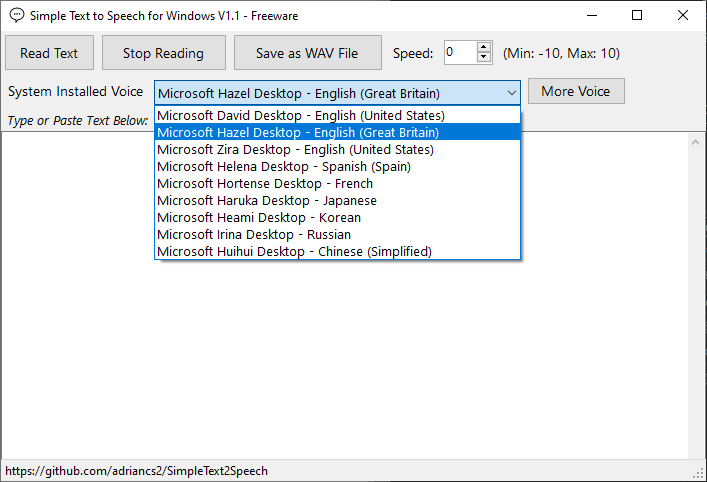 Simple Text to Speech for Windows V1.1 - Freeware
Read Text Stop Reading Save as WAV File Speed: 0 (Min: -10, Max: 10)
System Installed Voice Microsoft Hazel Desktop - English (Great Britain) More Voice
Type or Paste Text Below:
Microsoft David Desktop - English (United States)
Microsoft Hazel Desktop - English (Great Britain)
Microsoft Zira Desktop - English (United States)
Microsoft Helena Desktop - Spanish (Spain)
Microsoft Hortense Desktop - French
Microsoft Haruka Desktop - Japanese
Microsoft Heami Desktop - Korean
Microsoft Irina Desktop - Russian
Microsoft Huihui Desktop - Chinese (Simplified)
https://github.com/adriancs2/SimpleText2Speech